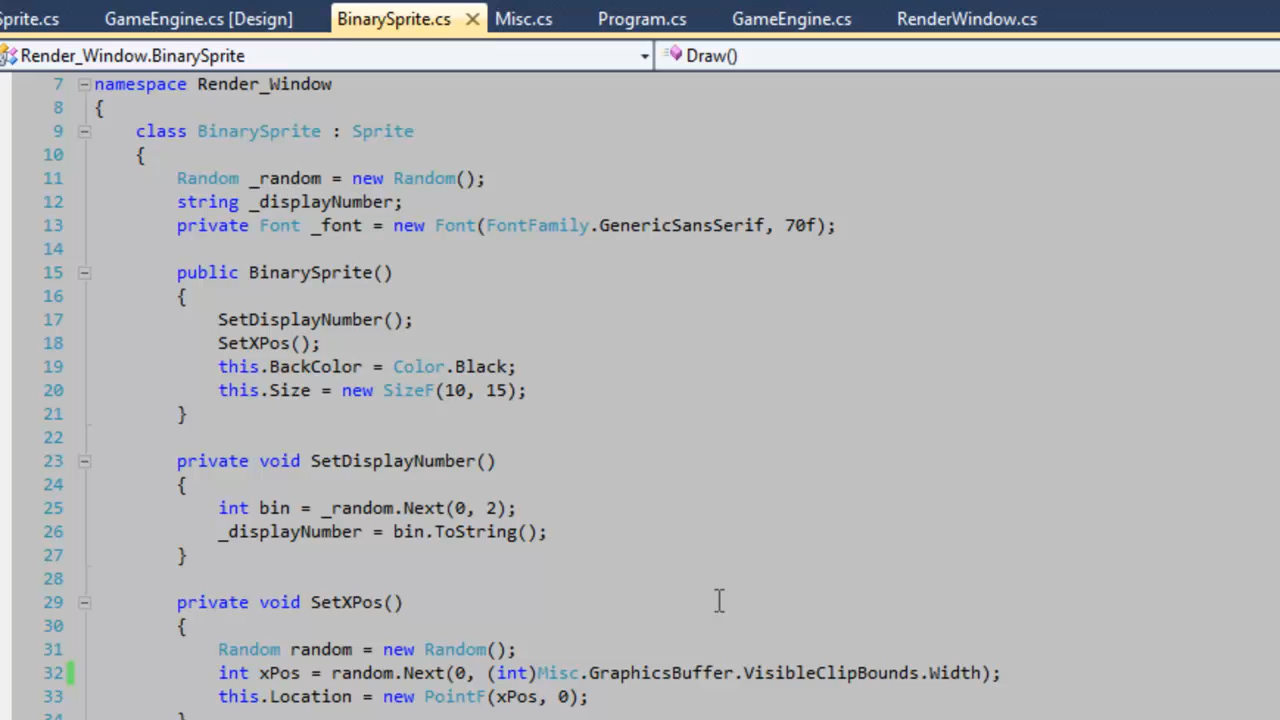 Sprite.cs GameEngine.cs [Design] BinarySprite.cs Misc.cs Program.cs GameEngine.cs RenderWindow.cs
Render_Window.BinarySprite Draw()
7 namespace Render_Window
8 {
9 class BinarySprite : Sprite
10 {
11 Random _random = new Random();
12 string _displayNumber;
13 private Font _font = new Font(FontFamily.GenericSansSerif, 70f);
14
15 public BinarySprite()
16 {
17 SetDisplayNumber();
18 SetXPos();
19 this.BackColor = Color.Black;
20 this.Size = new SizeF(10, 15);
21 }
22
23 private void SetDisplayNumber()
24 {
25 int bin = _random.Next(0, 2);
26 _displayNumber = bin.ToString();
27 }
28
29 private void SetXPos()
30 {
31 Random random = new Random();
32 int xPos = random.Next(0, (int)Misc.GraphicsBuffer.VisibleClipBounds.Width);
33 this.Location = new PointF(xPos, 0);
34 }